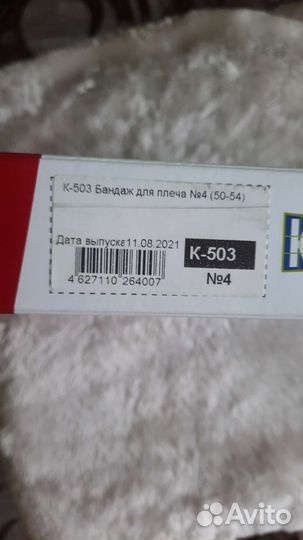 К-503 Бандаж для плеча №4 (50-54)
Дата выпуска11.08.2021
К-503
4 627110 264007
№4
Avito